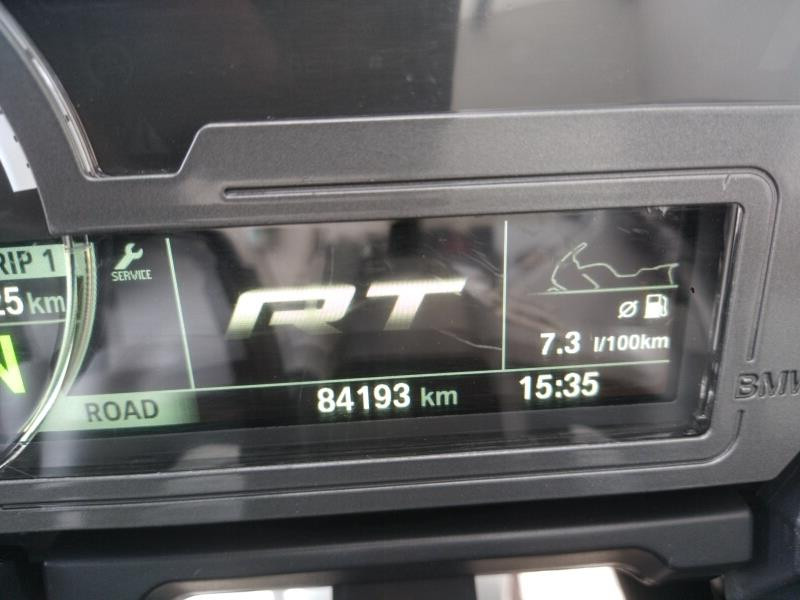 RIP 1
25 km
N
SERVICE
RT
ø
7.3 l/100km
ROAD
84193 km
15:35
BMW